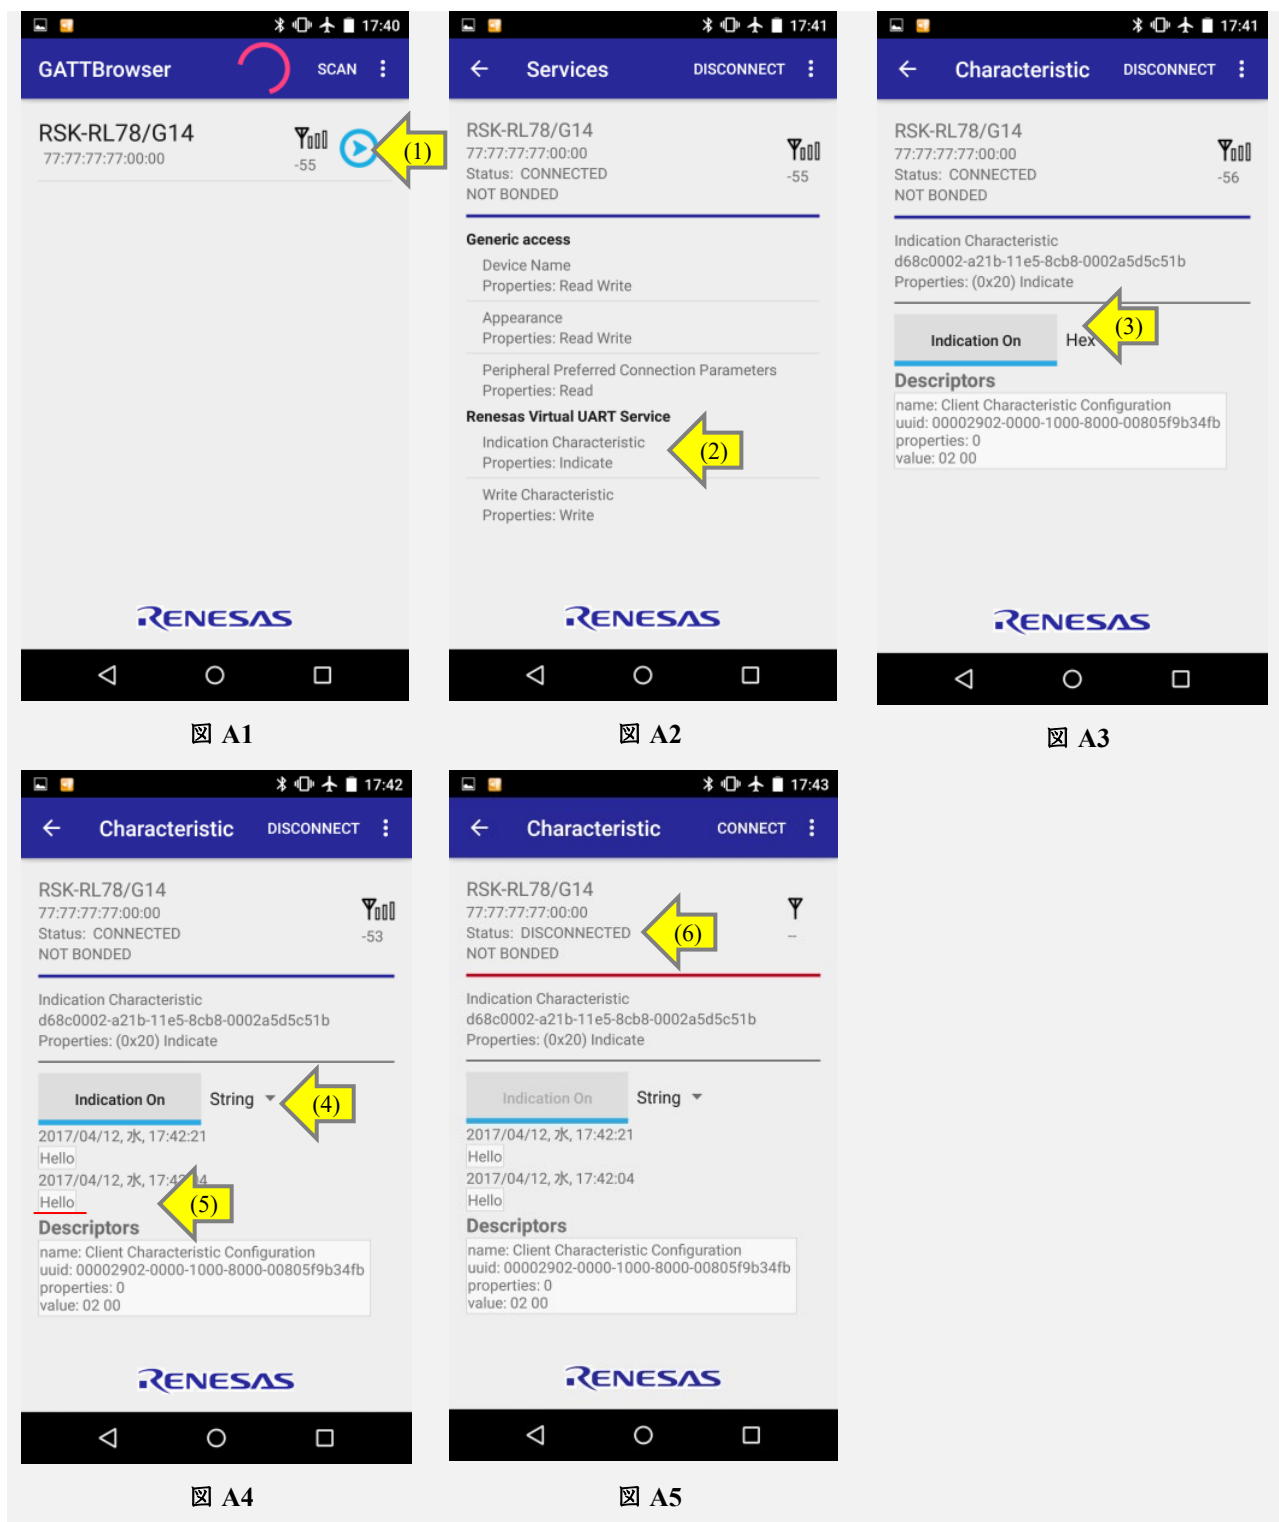 17:40
GATTBrowser SCAN
RSK-RL78/G14
77:77:77:77:00:00
-55
(1)
RENESAS
図 A1
17:41
Services DISCONNECT
RSK-RL78/G14
77:77:77:77:00:00
Status: CONNECTED
-55
NOT BONDED
Generic access
Device Name
Properties: Read Write
Appearance
Properties: Read Write
Peripheral Preferred Connection Parameters
Properties: Read
Renesas Virtual UART Service
Indication Characteristic
(2)
Properties: Indicate
Write Characteristic
Properties: Write
RENESAS
図 A2
17:41
Characteristic DISCONNECT
RSK-RL78/G14
77:77:77:77:00:00
Status: CONNECTED
-56
NOT BONDED
Indication Characteristic
d68c0002-a21b-11e5-8cb8-0002a5d5c51b
Properties: (0x20) Indicate
(3)
Indication On Hex
Descriptors
name: Client Characteristic Configuration
uuid: 00002902-0000-1000-8000-00805f9b34fb
properties: 0
value: 02 00
RENESAS
図 A3
17:42
Characteristic DISCONNECT
RSK-RL78/G14
77:77:77:77:00:00
Status: CONNECTED
-53
NOT BONDED
Indication Characteristic
d68c0002-a21b-11e5-8cb8-0002a5d5c51b
Properties: (0x20) Indicate
Indication On String
(4)
2017/04/12, 水, 17:42:21
Hello
2017/04/12, 水, 17:42:04
Hello
(5)
Descriptors
name: Client Characteristic Configuration
uuid: 00002902-0000-1000-8000-00805f9b34fb
properties: 0
value: 02 00
RENESAS
図 A4
17:43
Characteristic CONNECT
RSK-RL78/G14
77:77:77:77:00:00
Status: DISCONNECTED
(6)
--
NOT BONDED
Indication Characteristic
d68c0002-a21b-11e5-8cb8-0002a5d5c51b
Properties: (0x20) Indicate
Indication On String
2017/04/12, 水, 17:42:21
Hello
2017/04/12, 水, 17:42:04
Hello
Descriptors
name: Client Characteristic Configuration
uuid: 00002902-0000-1000-8000-00805f9b34fb
properties: 0
value: 02 00
RENESAS
図 A5